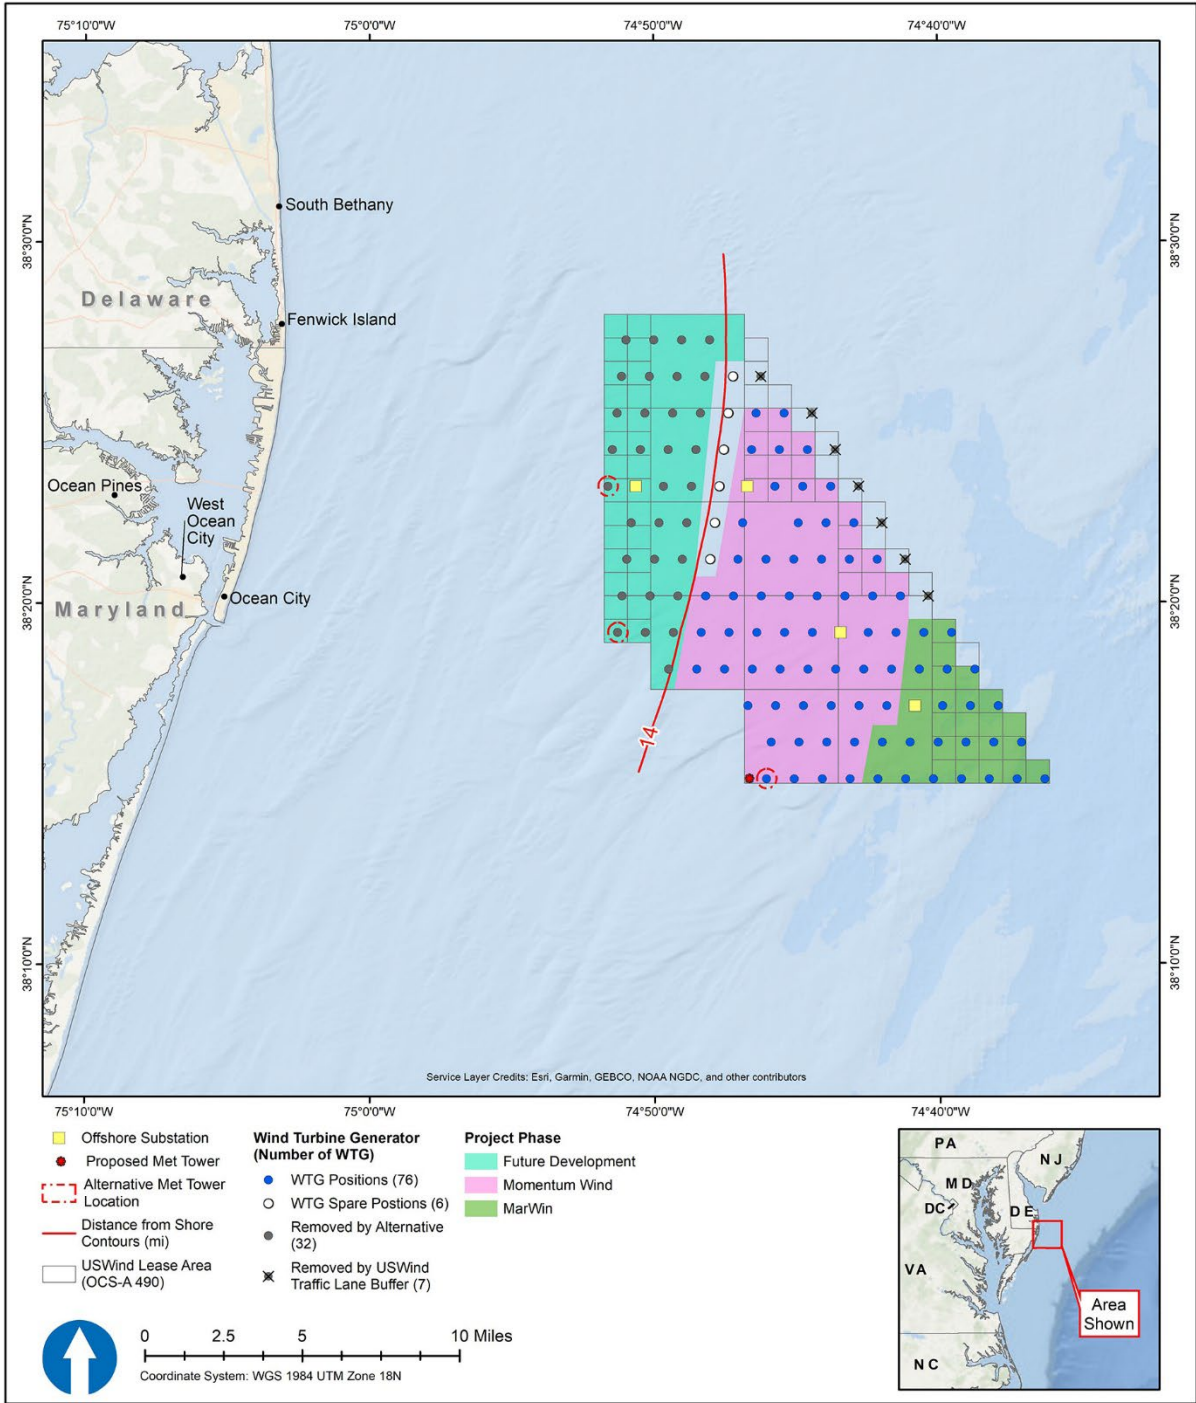 75°10'0"W 75°0'0"W 74°50'0"W 74°40'0"W
South Bethany
38°30'0"N 38°30'0"N
Delaware
Fenwick Island
Ocean Pines
West
Ocean
City
Ocean City
Maryland
38°20'0"N 38°20'0"N
14
38°10'0"N 38°10'0"N
Service Layer Credits: Esri, Garmin, GEBCO, NOAA NGDC, and other contributors
75°10'0"W 75°0'0"W 74°50'0"W 74°40'0"W
Offshore Substation
Proposed Met Tower
Alternative Met Tower
Location
Distance from Shore
Contours (mi)
USWind Lease Area
(OCS-A 490)
Wind Turbine Generator
(Number of WTG)
WTG Positions (76)
WTG Spare Postions (6)
Removed by Alternative
(32)
Removed by USWind
Traffic Lane Buffer (7)
Project Phase
Future Development
Momentum Wind
MarWin
0 2.5 5 10 Miles
Coordinate System: WGS 1984 UTM Zone 18N
PA
NJ
MD
DC
DE
VA
NC
Area
Shown